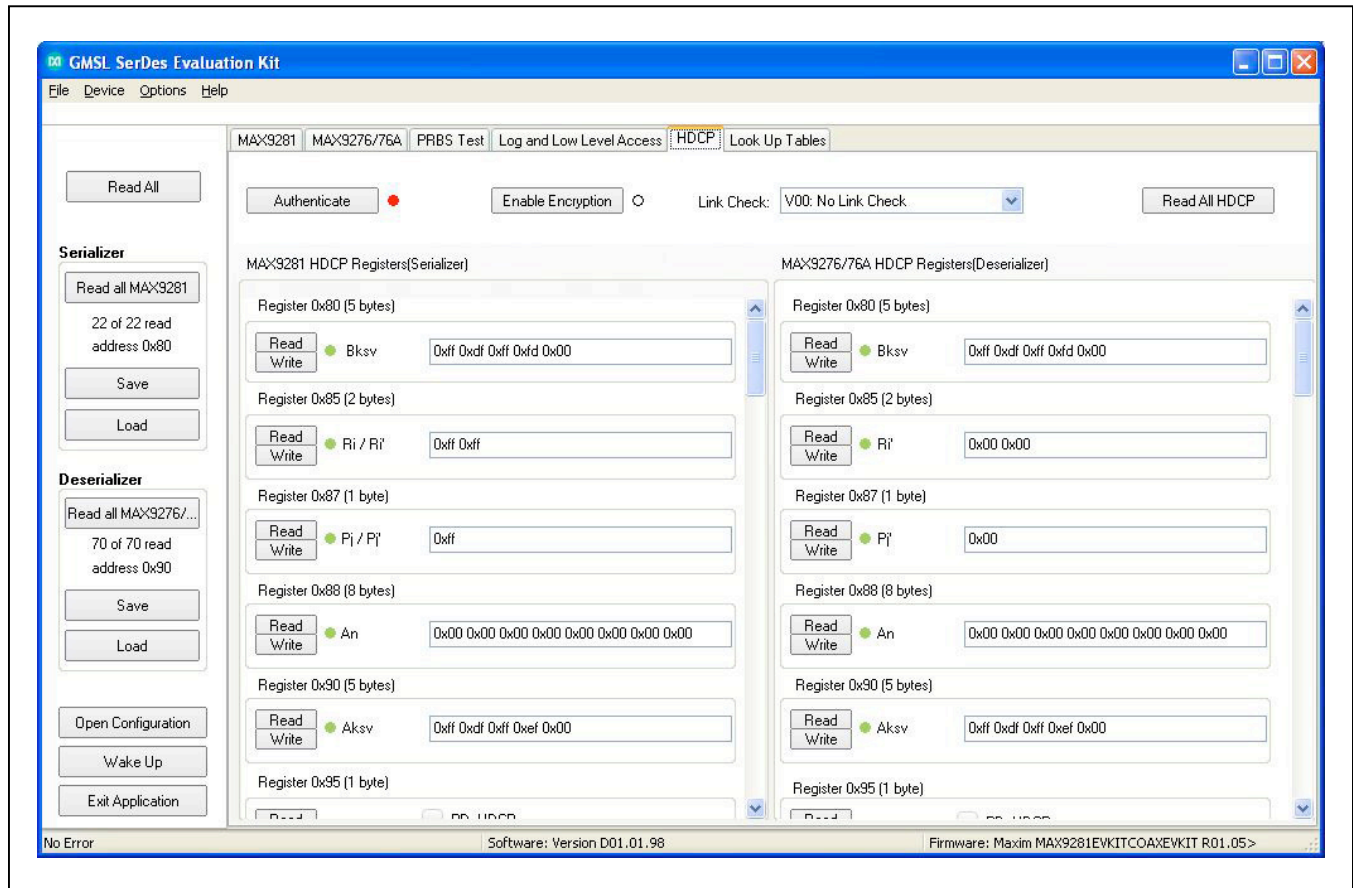 GMSL SerDes Evaluation Kit
File Device Options Help
MAX9281 MAX9276/76A PRBS Test Log and Low Level Access HDCP Look Up Tables
Read All
Authenticate Enable Encryption Link Check: V00: No Link Check Read All HDCP
Serializer
Read all MAX9281
22 of 22 read
address 0x80
Save
Load
Deserializer
Read all MAX9276/...
70 of 70 read
address 0x90
Save
Load
Open Configuration
Wake Up
Exit Application
MAX9281 HDCP Registers(Serializer)
Register 0x80 (5 bytes)
Read
Write
Bksv 0xff 0xdf 0xff 0xfd 0x00
Register 0x85 (2 bytes)
Read
Write
Ri / Ri' 0xff 0xff
Register 0x87 (1 byte)
Read
Write
Pj / Pj' 0xff
Register 0x88 (8 bytes)
Read
Write
An 0x00 0x00 0x00 0x00 0x00 0x00 0x00 0x00
Register 0x90 (5 bytes)
Read
Write
Aksv 0xff 0xdf 0xff 0xef 0x00
Register 0x95 (1 byte)
Read PD_HDCP
MAX9276/76A HDCP Registers(Deserializer)
Register 0x80 (5 bytes)
Read
Write
Bksv 0xff 0xdf 0xff 0xfd 0x00
Register 0x85 (2 bytes)
Read
Write
Ri' 0x00 0x00
Register 0x87 (1 byte)
Read
Write
Pj' 0x00
Register 0x88 (8 bytes)
Read
Write
An 0x00 0x00 0x00 0x00 0x00 0x00 0x00 0x00
Register 0x90 (5 bytes)
Read
Write
Aksv 0xff 0xdf 0xff 0xef 0x00
Register 0x95 (1 byte)
Read
No Error Software: Version D01.01.98 Firmware: Maxim MAX9281EVKITCOAXEVKIT R01.05>